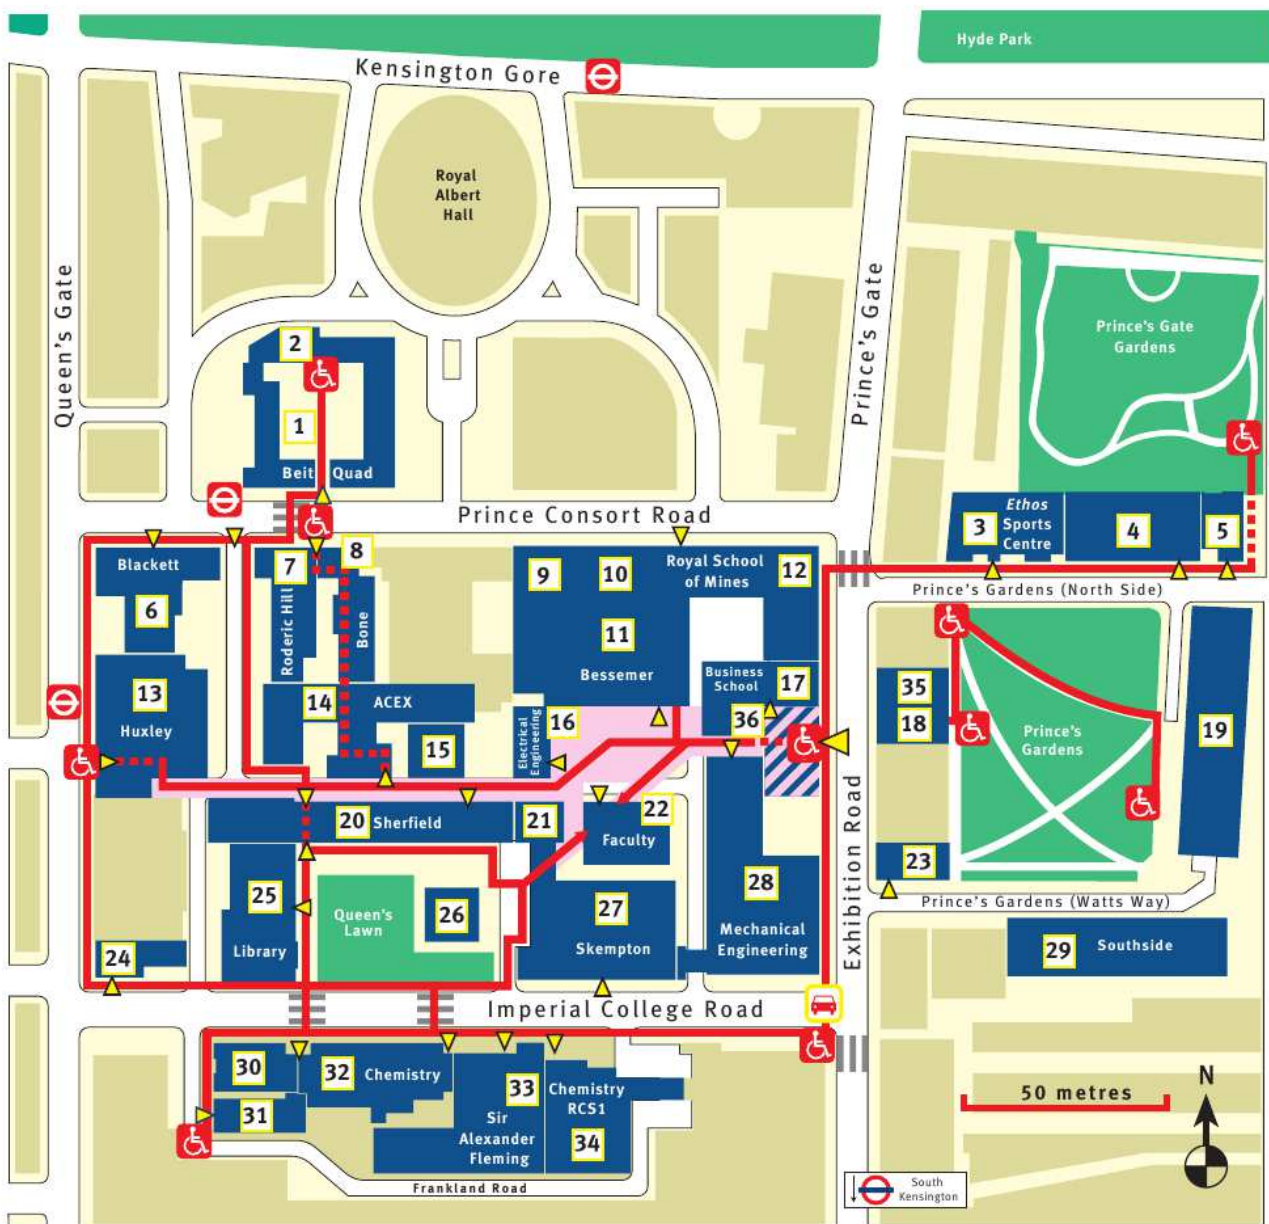 Hyde Park
Kensington Gore
Royal
Albert
Hall
Queen's Gate
Prince's Gate
Prince's Gate
Gardens
2
1
Beit Quad
Prince Consort Road
3
Ethos
Sports
Centre
4
5
Prince's Gardens (North Side)
Blackett
6
7
Roderic Hill
8
Bone
9
10
11
Bessemer
Royal School
of Mines
12
13
Huxley
14
ACEX
15
Electrical
Engineering
16
Business
School
17
36
35
18
Prince's
Gardens
19
20
Sherfield
21
22
Faculty
23
Prince's Gardens (Watts Way)
24
25
Library
Queen's
Lawn
26
27
Skempton
28
Mechanical
Engineering
Exhibition Road
29
Southside
Imperial College Road
30
31
32
Chemistry
33
Sir
Alexander
Fleming
Chemistry
RCS1
34
Frankland Road
50 metres
N
South
Kensington